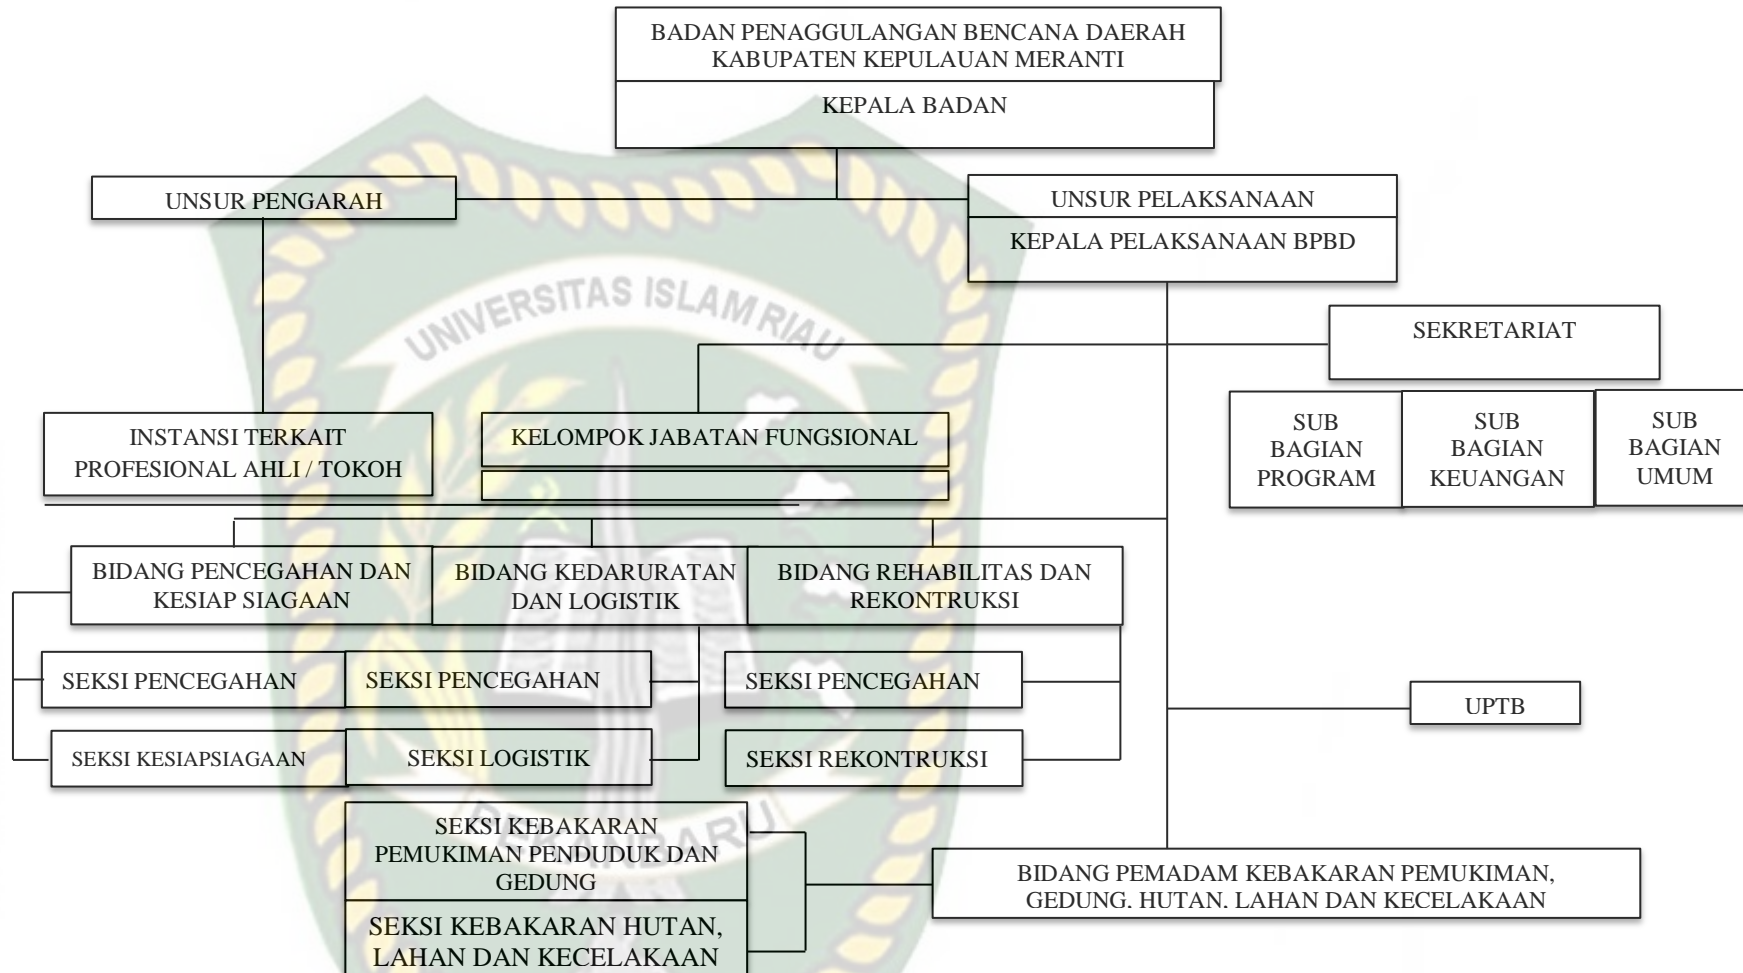 BADAN PENAGGULANGAN BENCANA DAERAH
KABUPATEN KEPULAUAN MERANTI
KEPALA BADAN
UNSUR PENGARAH
UNSUR PELAKSANAAN
KEPALA PELAKSANAAN BPBD
UNIVERSITAS ISLAM RIAU
SEKRETARIAT
SUB
BAGIAN
PROGRAM
SUB
BAGIAN
KEUANGAN
SUB
BAGIAN
UMUM
INSTANSI TERKAIT
PROFESIONAL AHLI / TOKOH
KELOMPOK JABATAN FUNGSIONAL
BIDANG PENCEGAHAN DAN
KESIAP SIAGAAN
BIDANG KEDARURATAN
DAN LOGISTIK
BIDANG REHABILITAS DAN
REKONTRUKSI
SEKSI PENCEGAHAN
SEKSI PENCEGAHAN
SEKSI PENCEGAHAN
UPTB
SEKSI KESIAPSIAGAAN
SEKSI LOGISTIK
SEKSI REKONTRUKSI
PEKANBARU
SEKSI KEBAKARAN
PEMUKIMAN PENDUDUK DAN
GEDUNG
SEKSI KEBAKARAN HUTAN,
LAHAN DAN KECELAKAAN
BIDANG PEMADAM KEBAKARAN PEMUKIMAN,
GEDUNG. HUTAN. LAHAN DAN KECELAKAAN